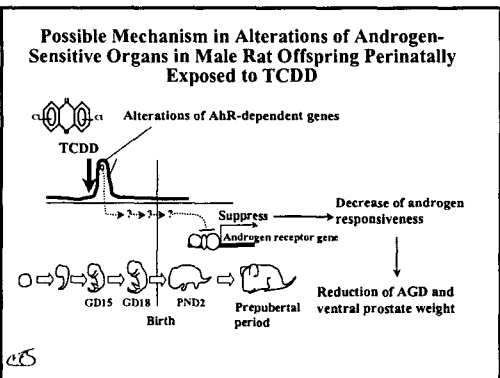 Possible Mechanism in Alterations of Androgen-
Sensitive Organs in Male Rat Offspring Perinatally
Exposed to TCDD
Alterations of AhR-dependent genes
TCDD
? ? ? ?
Suppress
Androgen receptor gene
Decrease of androgen
responsiveness
GD15 GD18 PND2
Birth
Prepubertal
period
Reduction of AGD and
ventral prostate weight